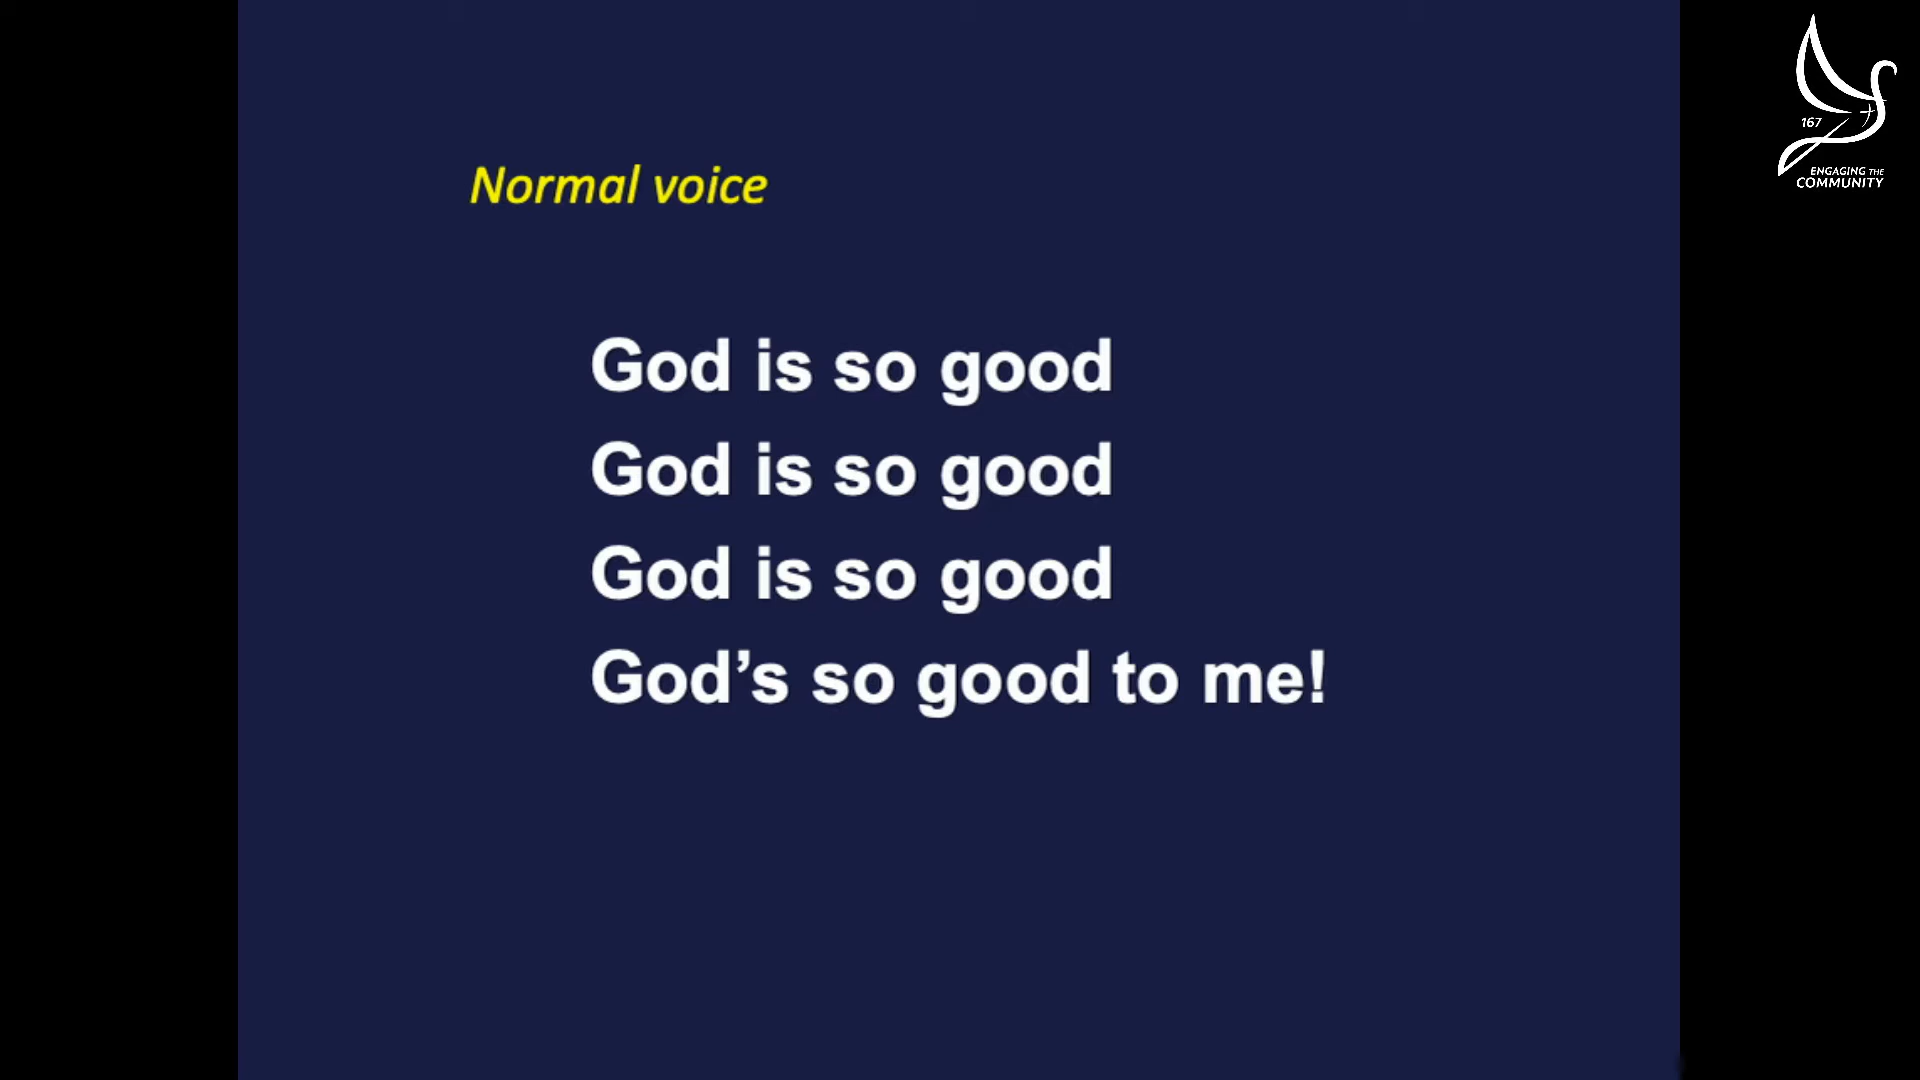 Normal voice
God is so good
God is so good
God is so good
God’s so good to me!
167
ENGAGING THE
COMMUNITY